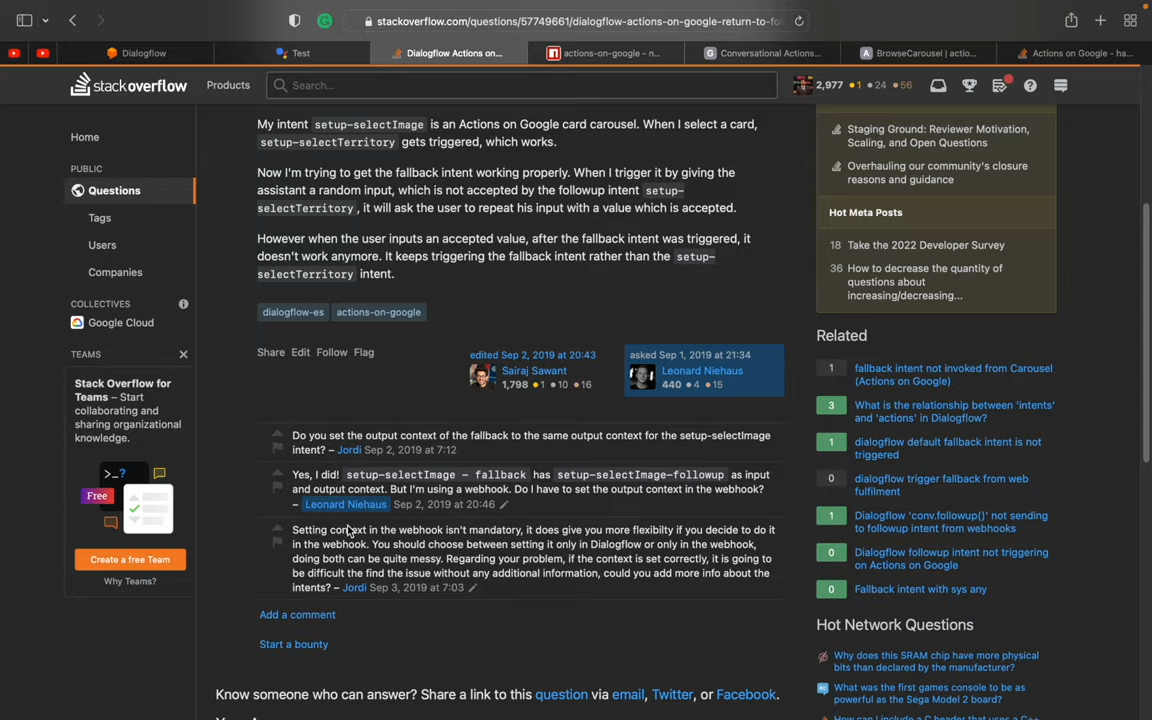 stackoverflow.com/questions/57749661/dialogflow-actions-on-google-return-to-fo
Dialogflow
Test
Dialogflow Actions on...
actions-on-google - n...
Conversational Actions...
BrowseCarousel | actio...
Actions on Google - ha...
stackoverflow
Products
Search...
2,977 1 24 56
Home
PUBLIC
Questions
Tags
Users
Companies
COLLECTIVES
Google Cloud
TEAMS
Stack Overflow for
Teams – Start
collaborating and
sharing organizational
knowledge.
Free
Create a free Team
Why Teams?
My intent setup-selectImage is an Actions on Google card carousel. When I select a card,
setup-selectTerritory gets triggered, which works.
Now I'm trying to get the fallback intent working properly. When I trigger it by giving the
assistant a random input, which is not accepted by the followup intent setup-
selectTerritory, it will ask the user to repeat his input with a value which is accepted.
However when the user inputs an accepted value, after the fallback intent was triggered, it
doesn't work anymore. It keeps triggering the fallback intent rather than the setup-
selectTerritory intent.
dialogflow-es actions-on-google
Share Edit Follow Flag
edited Sep 2, 2019 at 20:43
Sairaj Sawant
1,798 1 10 16
asked Sep 1, 2019 at 21:34
Leonard Niehaus
440 4 15
Do you set the output context of the fallback to the same output context for the setup-selectImage
intent? – Jordi Sep 2, 2019 at 7:12
Yes, I did! setup-selectImage - fallback has setup-selectImage-followup as input
and output context. But I'm using a webhook. Do I have to set the output context in the webhook?
– Leonard Niehaus Sep 2, 2019 at 20:46
Setting context in the webhook isn't mandatory, it does give you more flexibilty if you decide to do it
in the webhook. You should choose between setting it only in Dialogflow or only in the webhook,
doing both can be quite messy. Regarding your problem, if the context is set correctly, it is going to
be difficult the find the issue without any additional information, could you add more info about the
intents? – Jordi Sep 3, 2019 at 7:03
Add a comment
Start a bounty
Know someone who can answer? Share a link to this question via email, Twitter, or Facebook.
Staging Ground: Reviewer Motivation,
Scaling, and Open Questions
Overhauling our community's closure
reasons and guidance
Hot Meta Posts
18 Take the 2022 Developer Survey
36 How to decrease the quantity of
questions about
increasing/decreasing...
Related
1 fallback intent not invoked from Carousel
(Actions on Google)
3 What is the relationship between 'intents'
and 'actions' in Dialogflow?
1 dialogflow default fallback intent is not
triggered
0 dialogflow trigger fallback from web
fulfilment
1 Dialogflow 'conv.followup()' not sending
to followup intent from webhooks
0 Dialogflow followup intent not triggering
on Actions on Google
0 Fallback intent with sys any
Hot Network Questions
Why does this SRAM chip have more physical
bits than declared by the manufacturer?
What was the first games console to be as
powerful as the Sega Model 2 board?
How can I include a C header that uses a C++